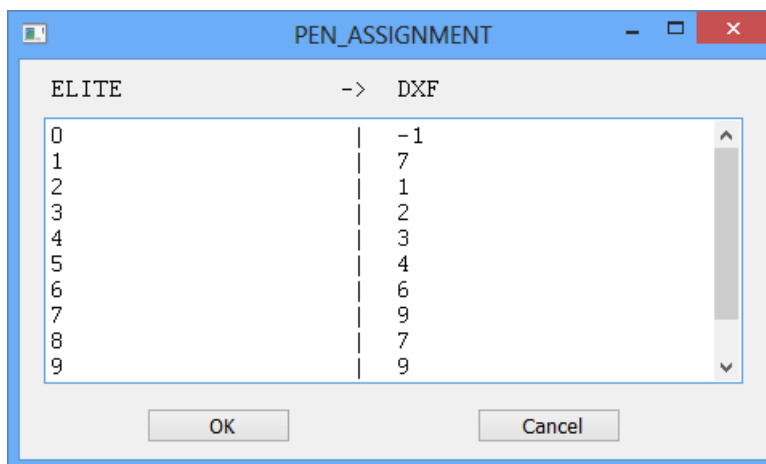 PEN_ASSIGNMENT
ELITE -> DXF
0 | -1
1 | 7
2 | 1
3 | 2
4 | 3
5 | 4
6 | 6
7 | 9
8 | 7
9 | 9
OK Cancel